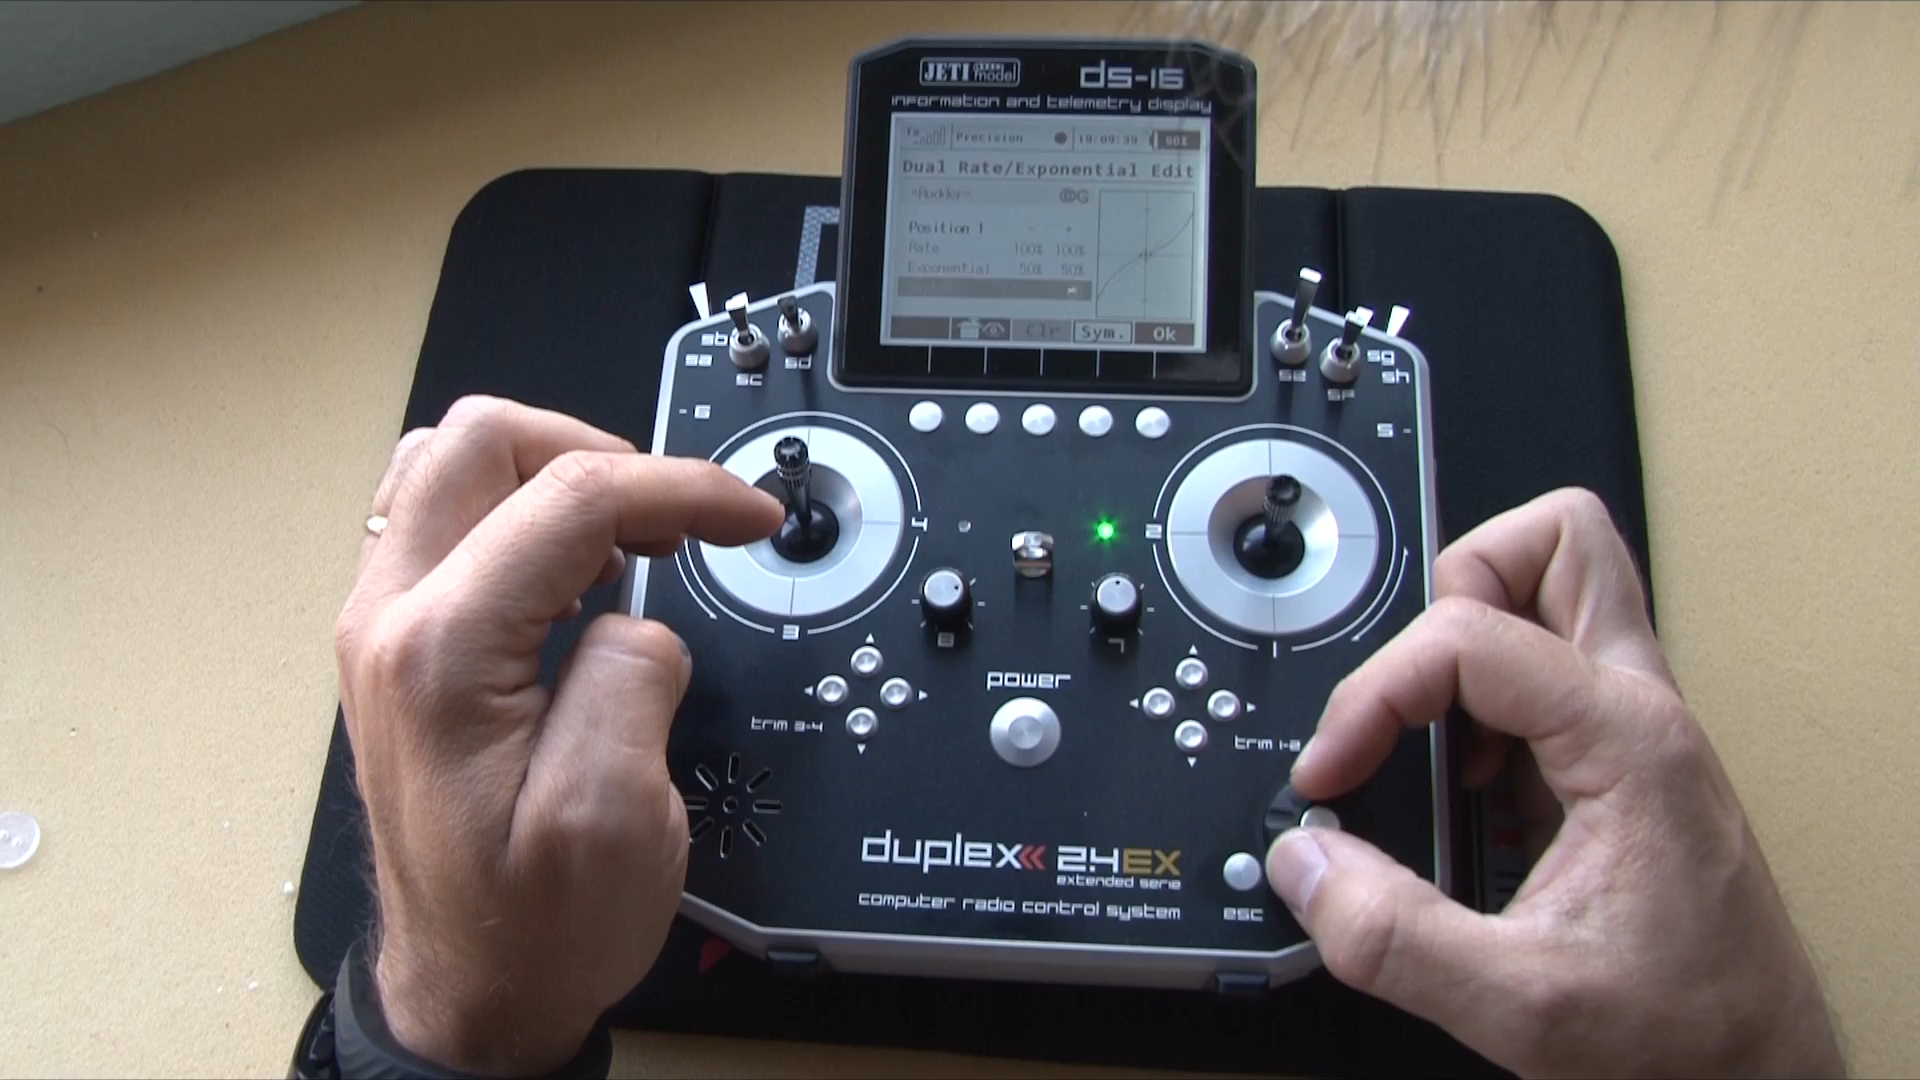 JETI model ds-16
information and telemetry display
Tx Precision 90%
Dual Rate/Exponential Edit
*Rudder*
Position 1 - +
Rate 100% 100%
Exponential 50% 50%
Clr Sym. Ok
sb
sa
sc
sd
se
sf
sg
sh
6
5
4
2
3
1
8
7
power
trim 3-4
trim 1-2
duplex 2.4EX
extended serie
computer radio control system
esc